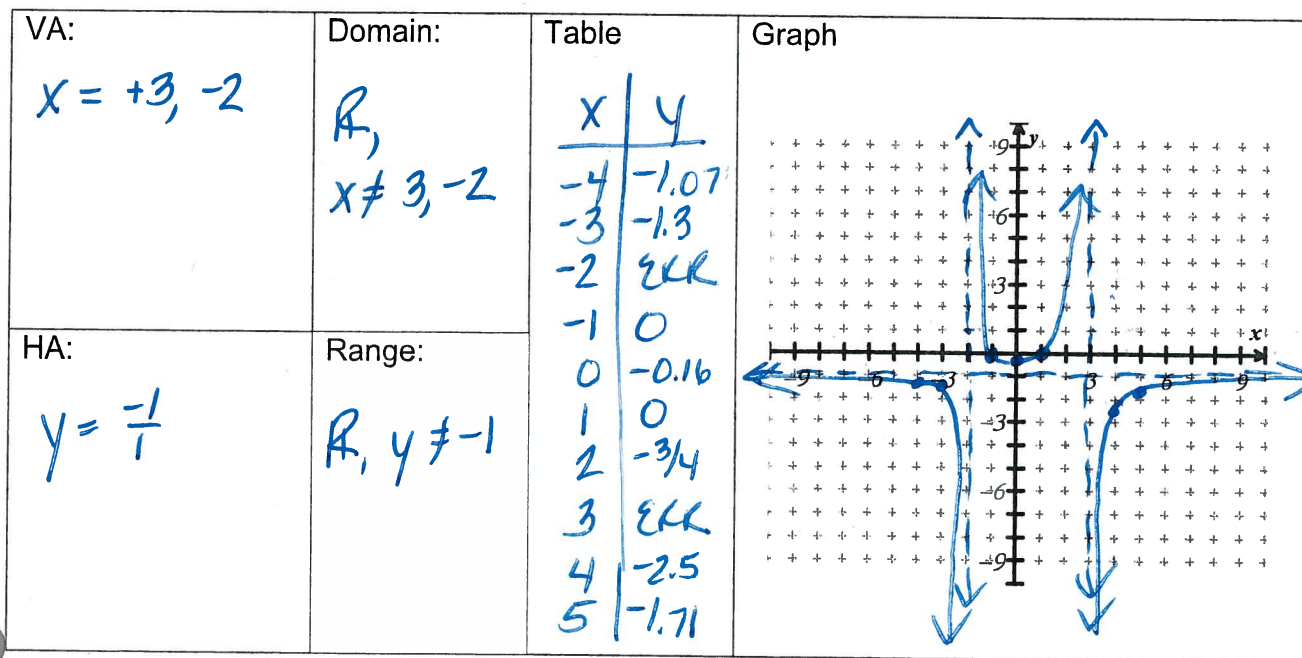 VA:
x = +3, -2
Domain:
ℝ,
x ≠ 3, -2
HA:
y = -1/1
Range:
ℝ, y ≠ -1
Table
x | y
-4 | -1.07
-3 | -1.3
-2 | ERR
-1 | 0
0 | -0.16
1 | 0
2 | -3/4
3 | ERR
4 | -2.5
5 | -1.71
Graph
y
9
6
3
x
-9 -6 -3 3 6 9
-3
-6
-9